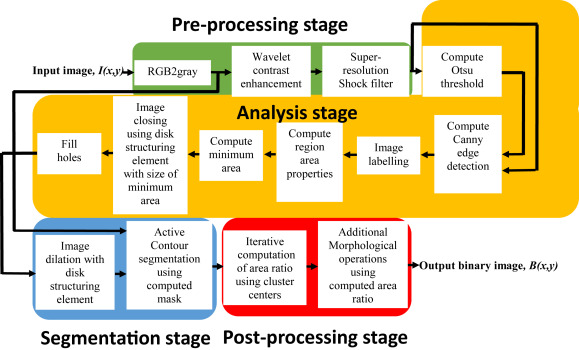 Pre-processing stage
Input image, I(x,y)
RGB2gray
Wavelet
contrast
enhancement
Super-
resolution
Shock filter
Compute
Otsu
threshold
Analysis stage
Fill
holes
Image
closing
using disk
structuring
element
with size of
minimum
area
Compute
minimum
area
Compute
region
area
properties
Image
labelling
Compute
Canny
edge
detection
Image
dilation with
disk
structuring
element
Active
Contour
segmentation
using
computed
mask
Iterative
computation
of area ratio
using cluster
centers
Additional
Morphological
operations
using
computed area
ratio
Output binary image, B(x,y)
Segmentation stage
Post-processing stage